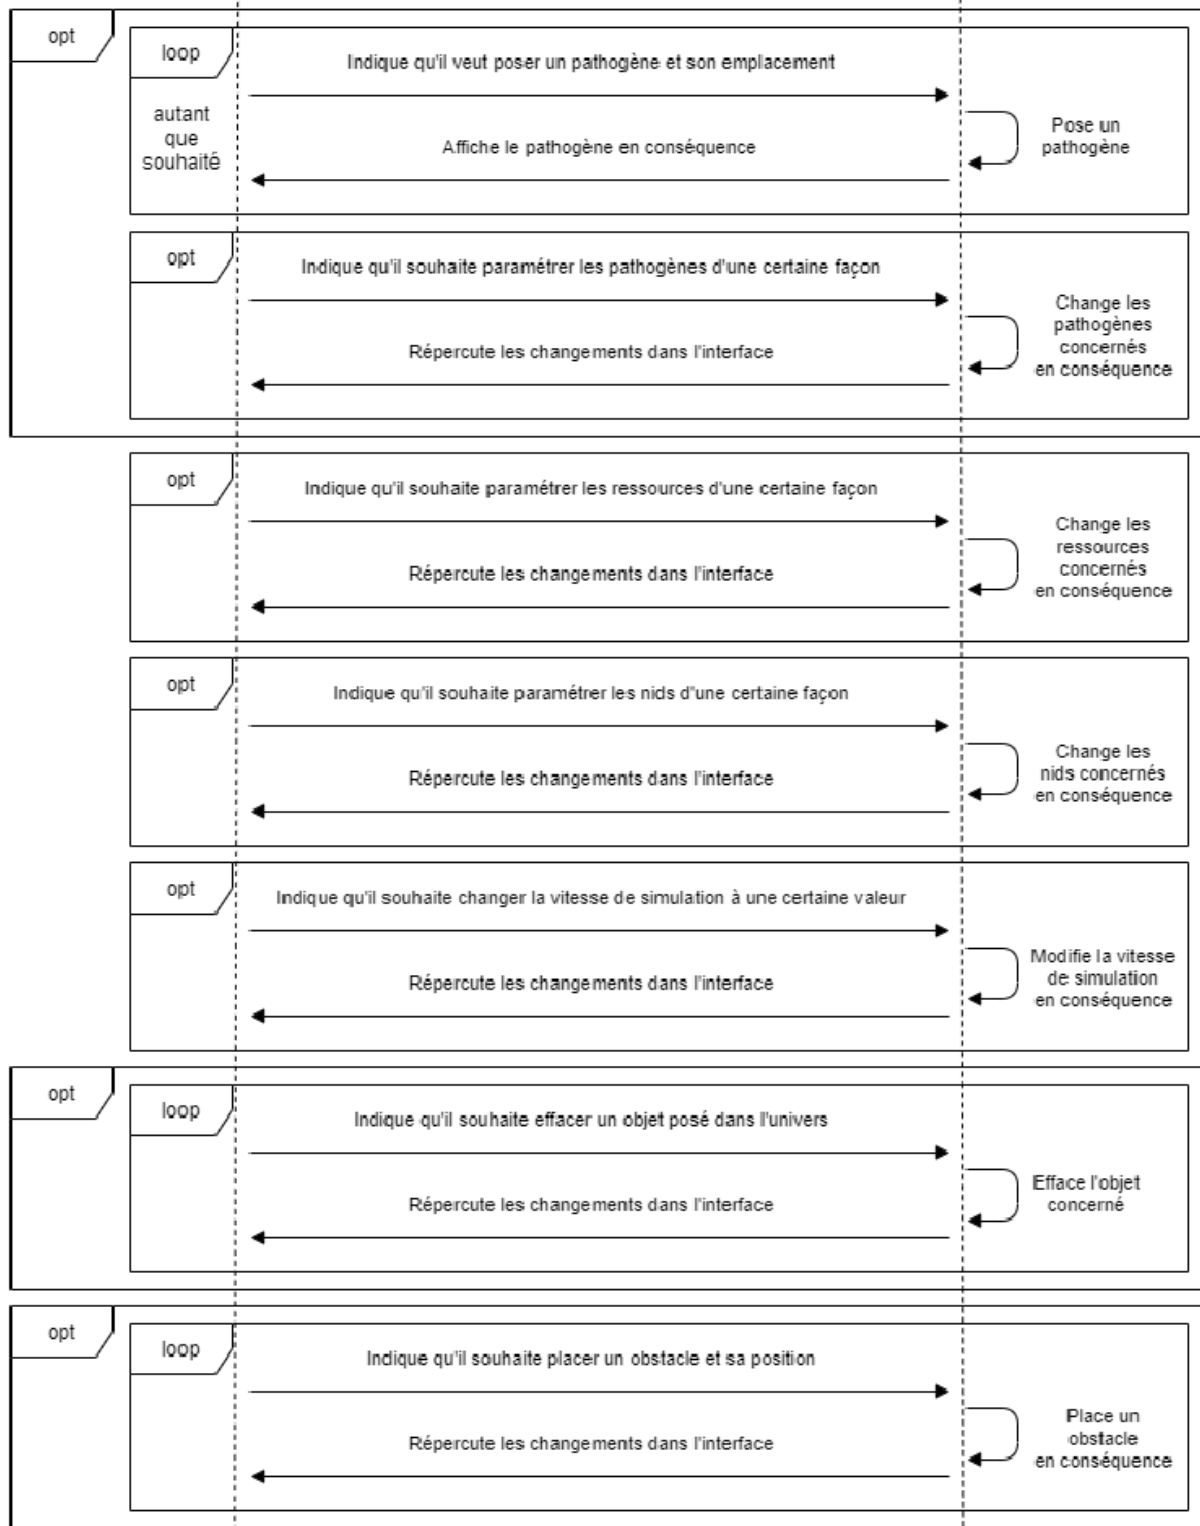 opt
loop
Indique qu'il veut poser un pathogène et son emplacement
autant
que
souhaité
Pose un
pathogène
Affiche le pathogène en conséquence
opt
Indique qu'il souhaite paramétrer les pathogènes d'une certaine façon
Change les
pathogènes
concernés
en conséquence
Répercute les changements dans l'interface
opt
Indique qu'il souhaite paramétrer les ressources d'une certaine façon
Change les
ressources
concernés
en conséquence
Répercute les changements dans l'interface
opt
Indique qu'il souhaite paramétrer les nids d'une certaine façon
Change les
nids concernés
en conséquence
Répercute les changements dans l'interface
opt
Indique qu'il souhaite changer la vitesse de simulation à une certaine valeur
Modifie la vitesse
de simulation
en conséquence
Répercute les changements dans l'interface
opt
loop
Indique qu'il souhaite effacer un objet posé dans l'univers
Efface l'objet
concerné
Répercute les changements dans l'interface
opt
loop
Indique qu'il souhaite placer un obstacle et sa position
Place un
obstacle
en conséquence
Répercute les changements dans l'interface